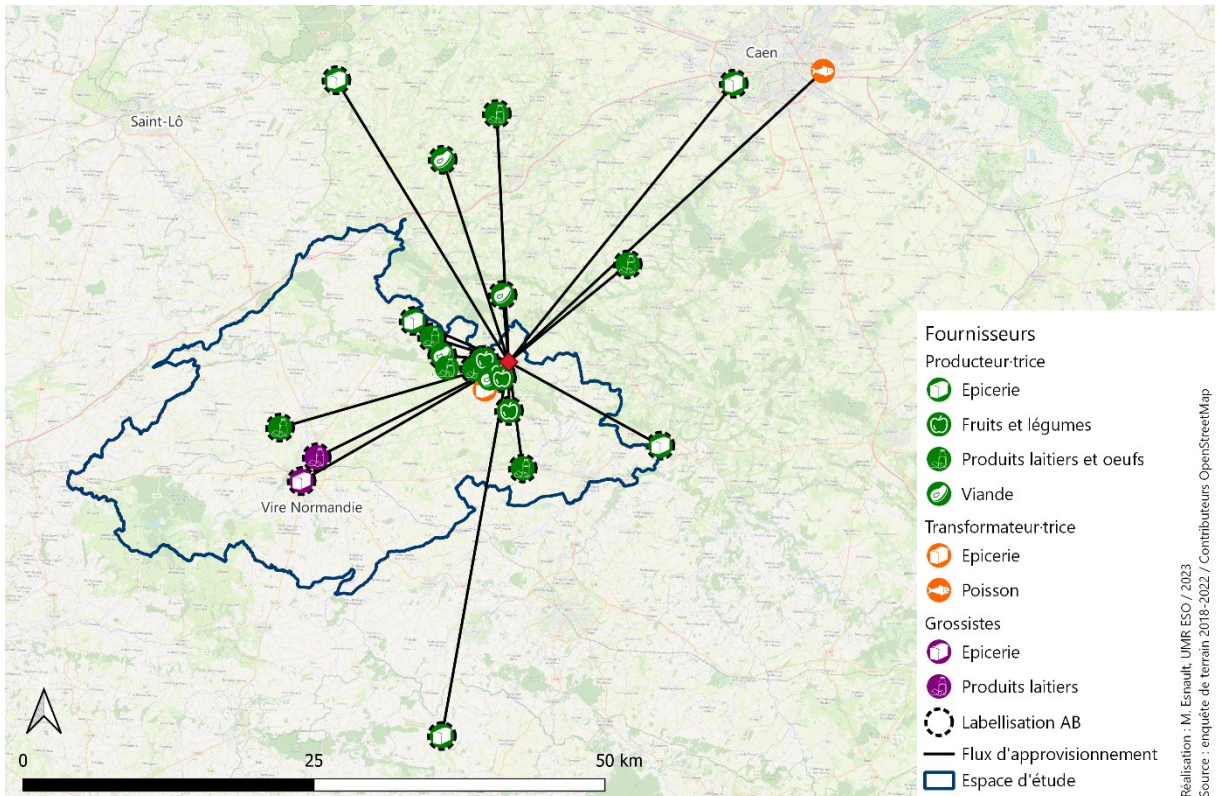 Caen
Saint-Lô
Vire Normandie
Fournisseurs
Producteur·trice
Epicerie
Fruits et légumes
Produits laitiers et oeufs
Viande
Transformateur·trice
Epicerie
Poisson
Grossistes
Epicerie
Produits laitiers
Labellisation AB
Flux d'approvisionnement
Espace d'étude
0 25 50 km
Réalisation : M. Esnault, UMR ESO / 2023
Source : enquête de terrain 2018-2022 / Contributeurs OpenStreetMap